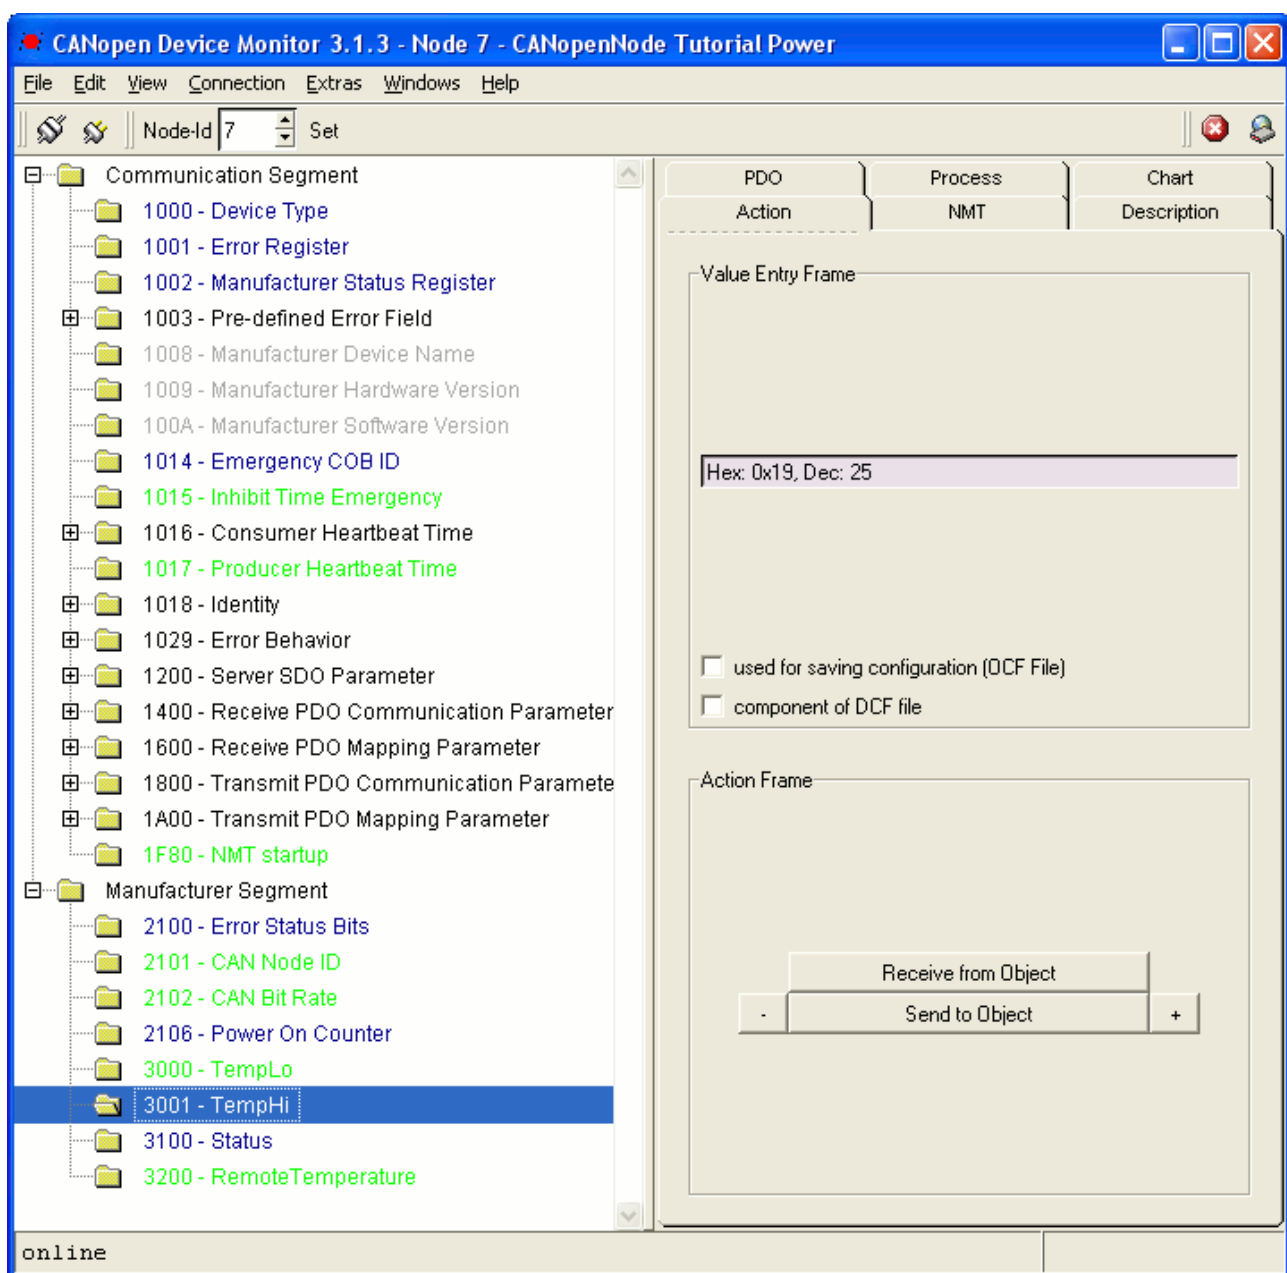 CANopen Device Monitor 3.1.3 - Node 7 - CANopenNode Tutorial Power
File Edit View Connection Extras Windows Help
Node-Id 7 Set
Communication Segment
1000 - Device Type
1001 - Error Register
1002 - Manufacturer Status Register
1003 - Pre-defined Error Field
1008 - Manufacturer Device Name
1009 - Manufacturer Hardware Version
100A - Manufacturer Software Version
1014 - Emergency COB ID
1015 - Inhibit Time Emergency
1016 - Consumer Heartbeat Time
1017 - Producer Heartbeat Time
1018 - Identity
1029 - Error Behavior
1200 - Server SDO Parameter
1400 - Receive PDO Communication Parameter
1600 - Receive PDO Mapping Parameter
1800 - Transmit PDO Communication Paramete
1A00 - Transmit PDO Mapping Parameter
1F80 - NMT startup
Manufacturer Segment
2100 - Error Status Bits
2101 - CAN Node ID
2102 - CAN Bit Rate
2106 - Power On Counter
3000 - TempLo
3001 - TempHi
3100 - Status
3200 - RemoteTemperature
PDO Process Chart
Action NMT Description
Value Entry Frame
Hex: 0x19, Dec: 25
used for saving configuration (OCF File)
component of DCF file
Action Frame
Receive from Object
- Send to Object +
online